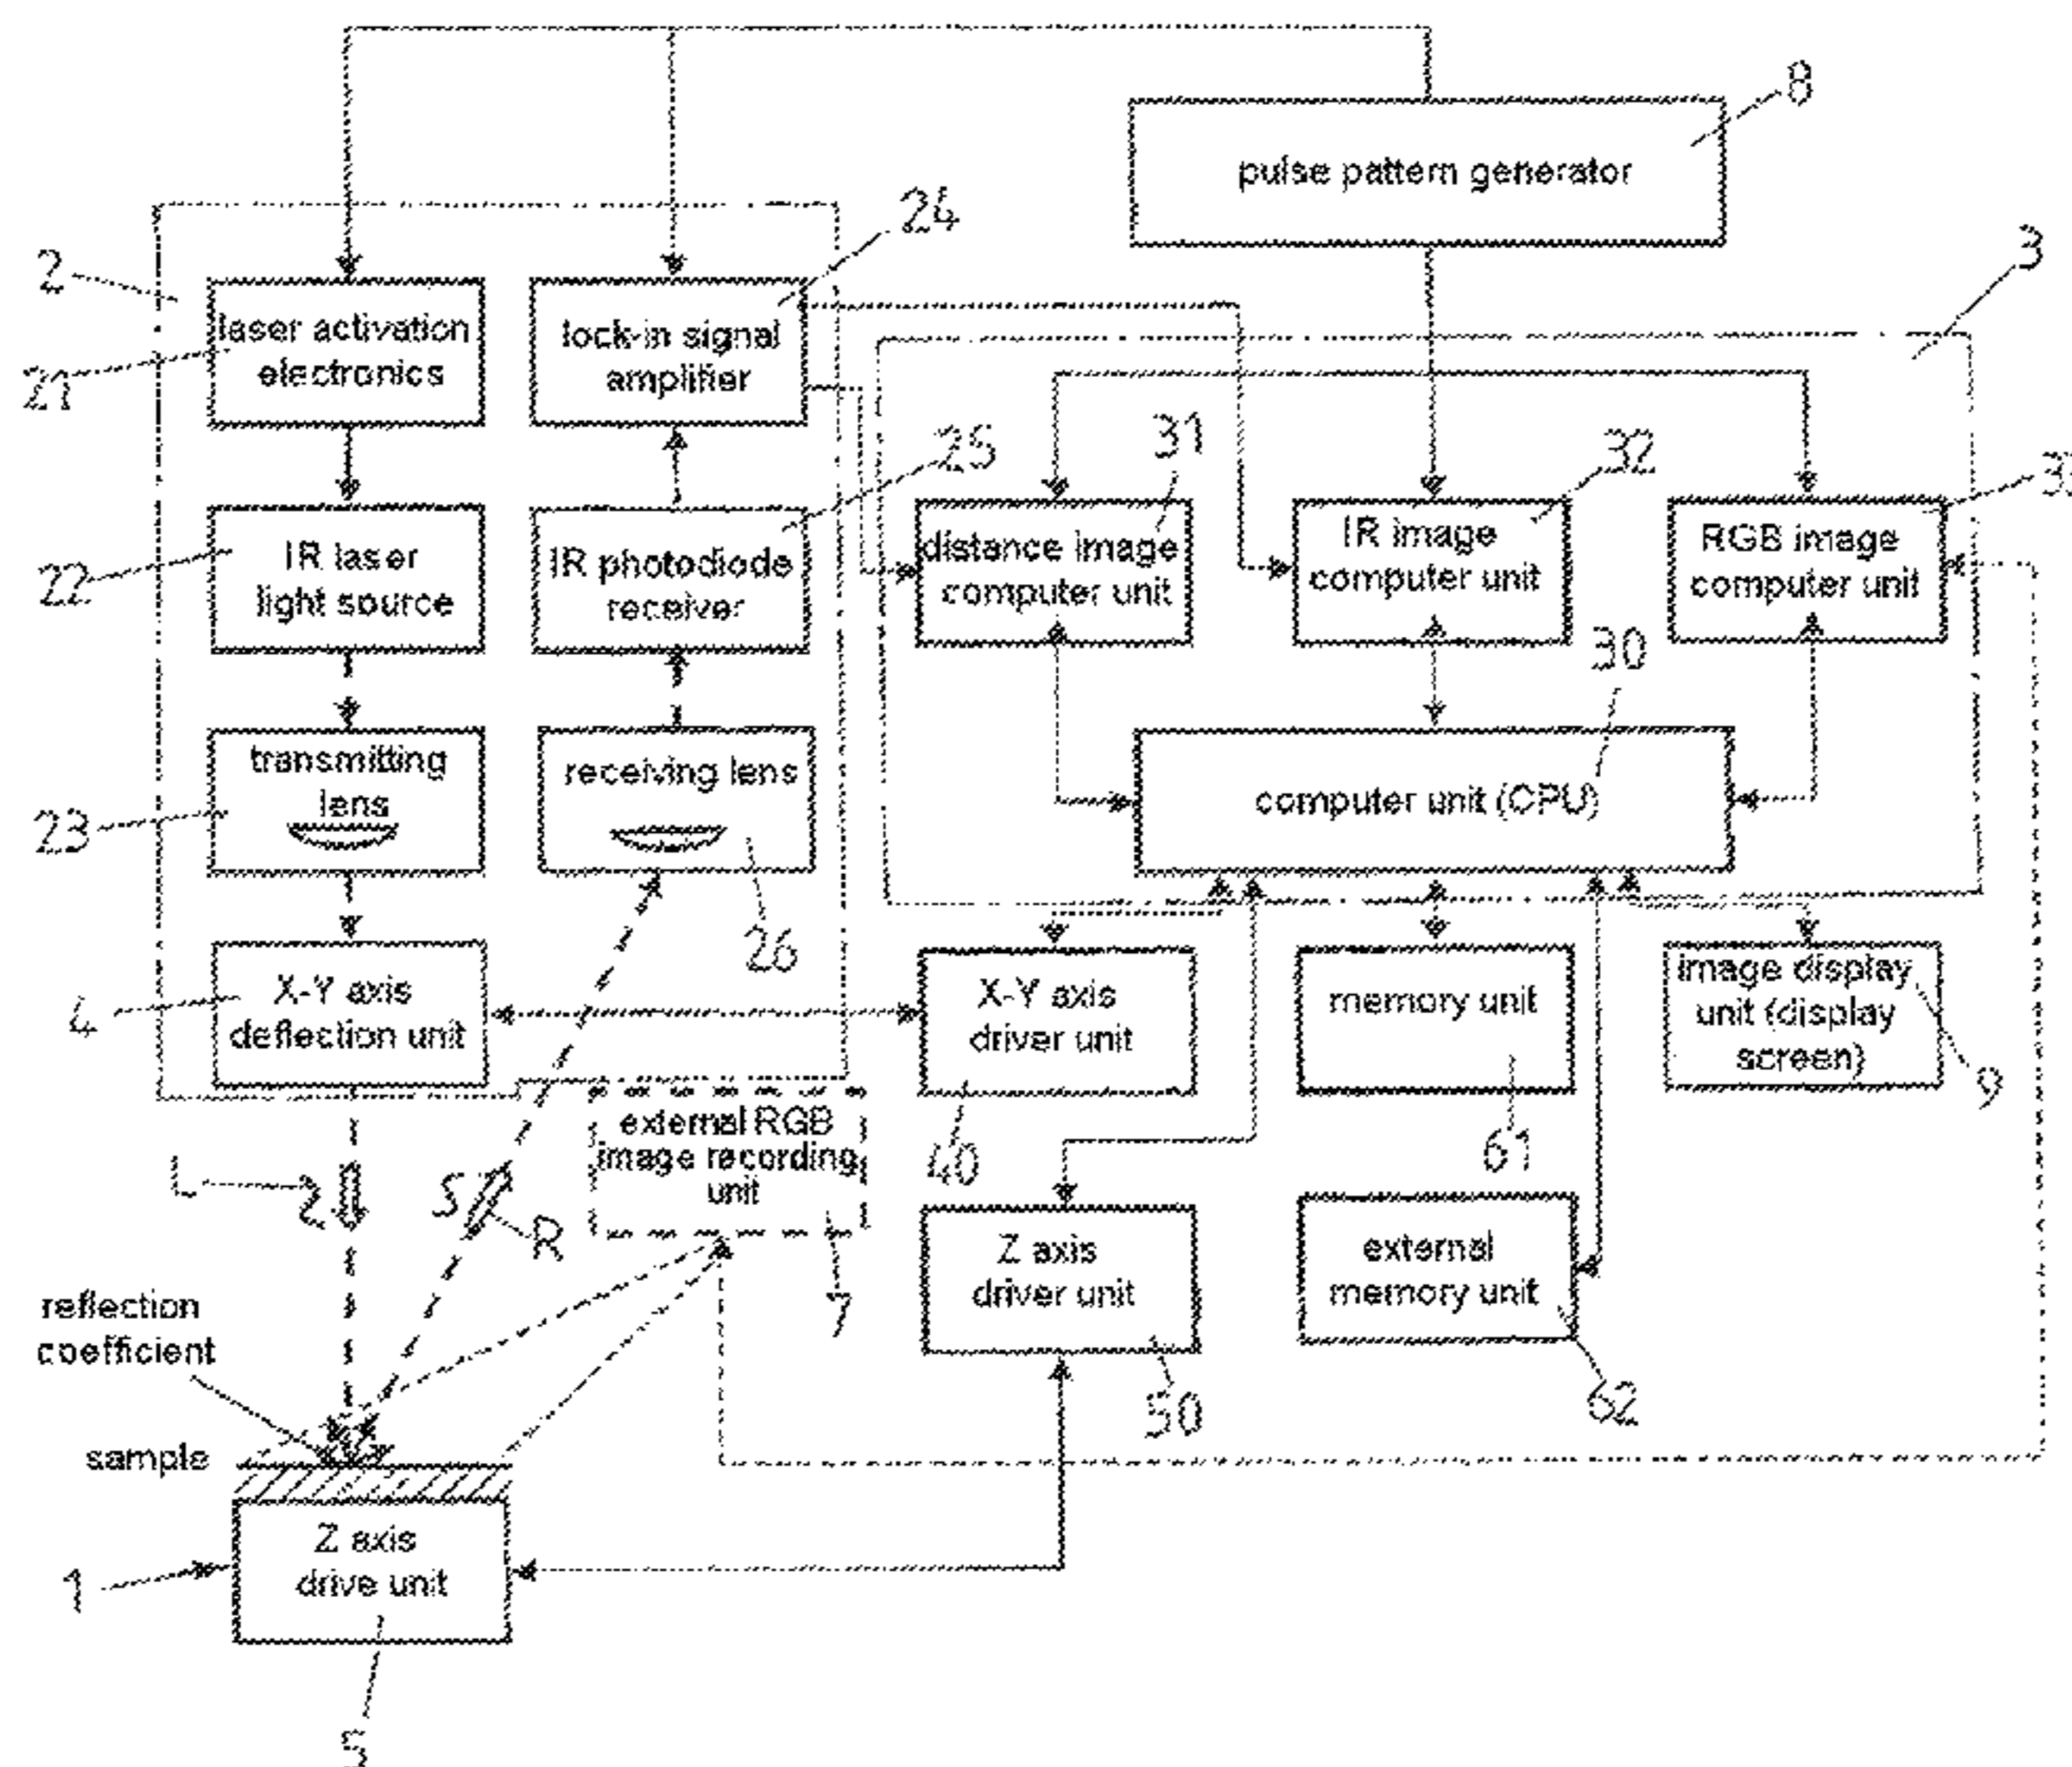 8
pulse pattern generator
24
2
3
laser activation
electronics
lock-in signal
amplifier
21
31
32
25
IR laser
light source
IR photodiode
receiver
distance image
computer unit
IR image
computer unit
RGB image
computer unit
22
30
transmitting
lens
receiving lens
computer unit (CPU)
23
26
X-Y axis
deflection unit
X-Y axis
driver unit
memory unit
image display
unit (display
screen)
4
9
external RGB
image recording
unit
40
61
L
S
R
7
Z axis
driver unit
external
memory unit
reflection
coefficient
50
62
sample
Z axis
drive unit
1
5